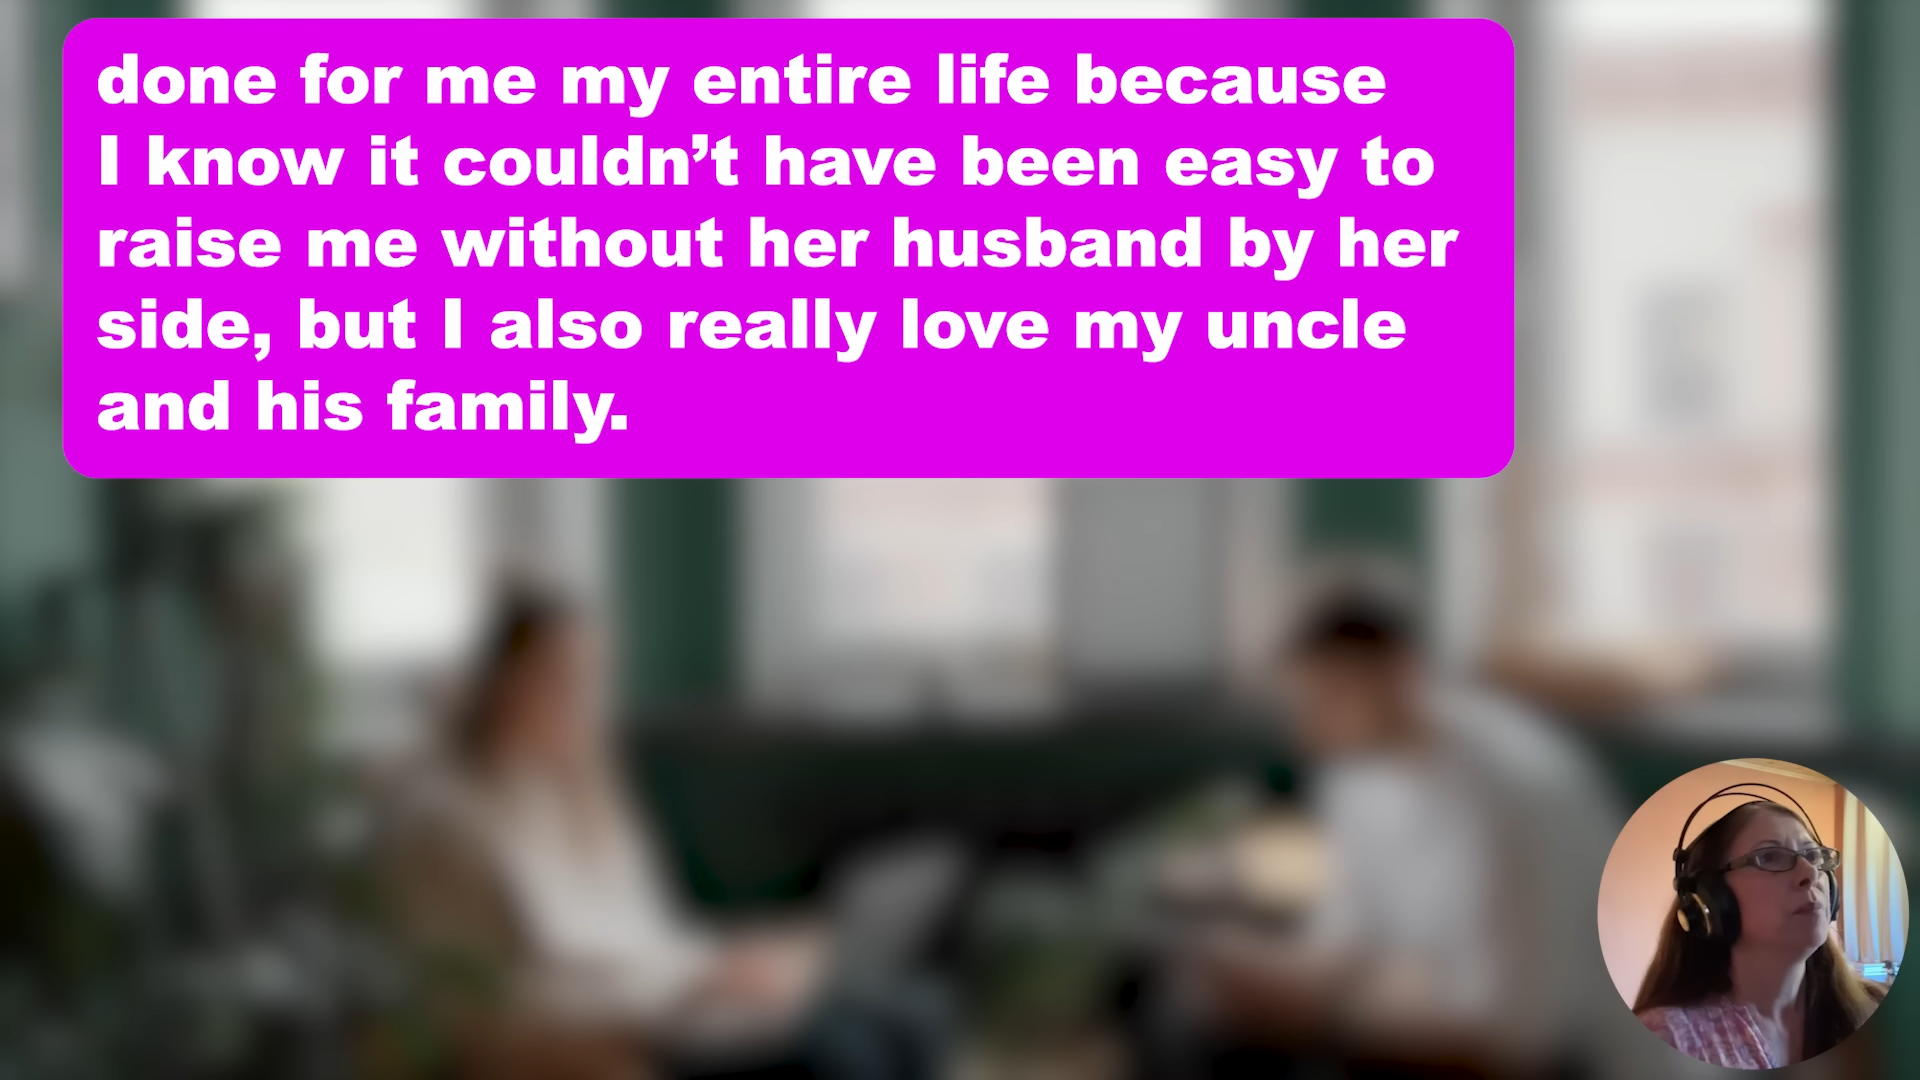 done for me my entire life because
I know it couldn’t have been easy to
raise me without her husband by her
side, but I also really love my uncle
and his family.